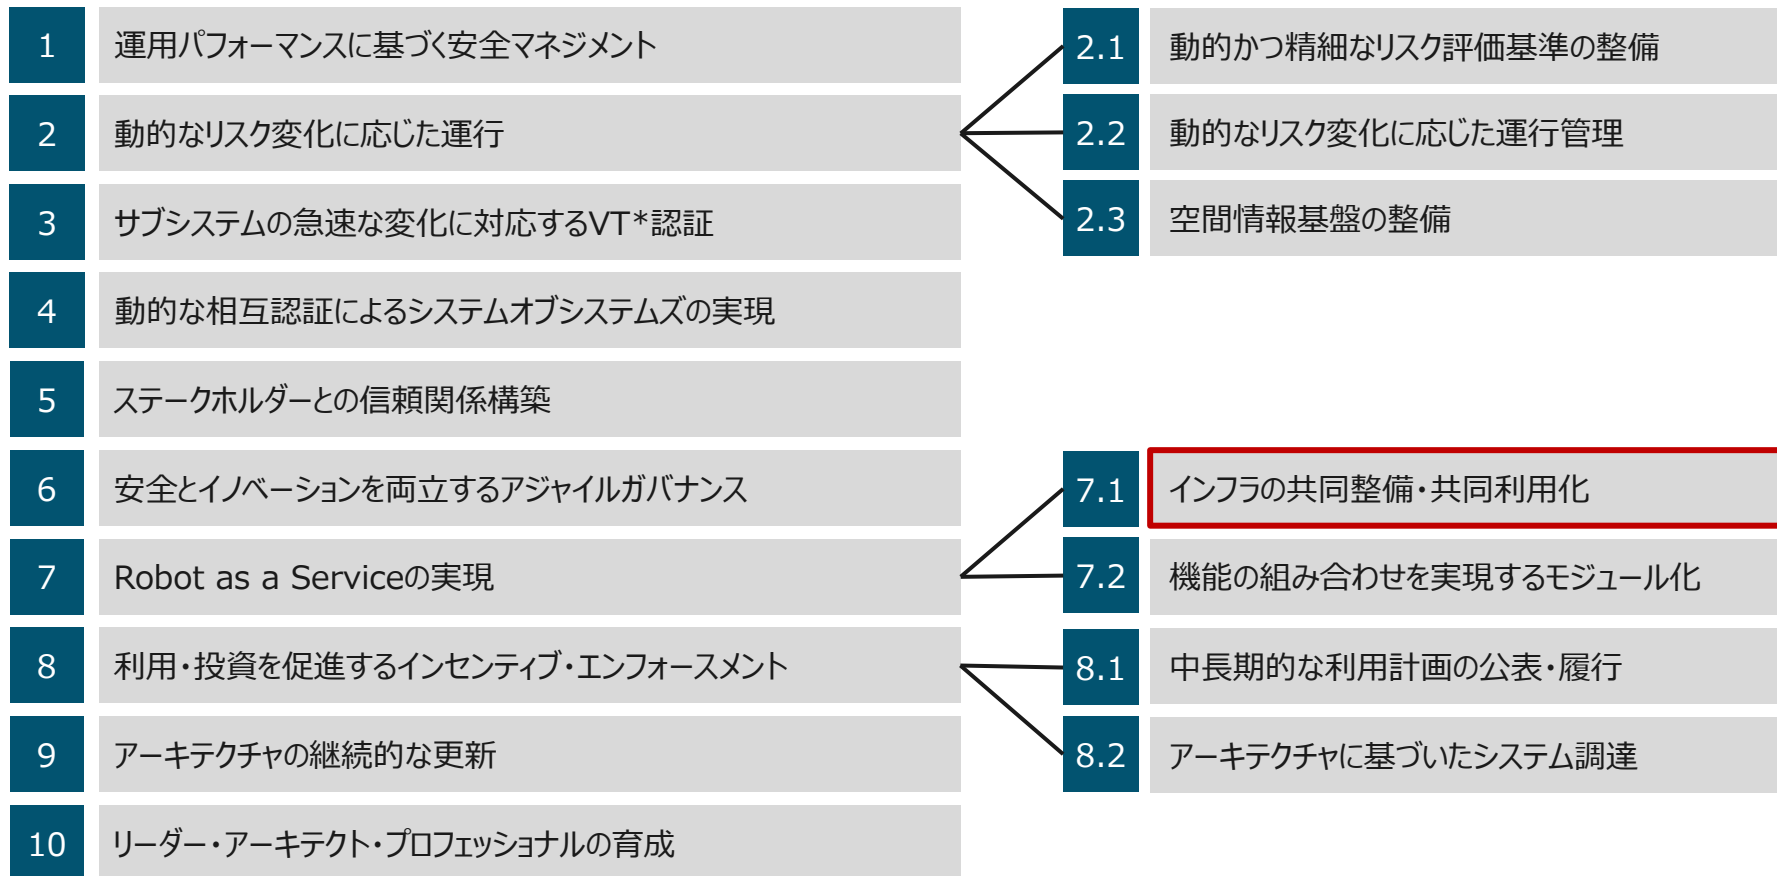 1 運用パフォーマンスに基づく安全マネジメント
2 動的なリスク変化に応じた運行
2.1 動的かつ精細なリスク評価基準の整備
2.2 動的なリスク変化に応じた運行管理
2.3 空間情報基盤の整備
3 サブシステムの急速な変化に対応するVT*認証
4 動的な相互認証によるシステムオブシステムズの実現
5 ステークホルダーとの信頼関係構築
6 安全とイノベーションを両立するアジャイルガバナンス
7 Robot as a Serviceの実現
7.1 インフラの共同整備・共同利用化
7.2 機能の組み合わせを実現するモジュール化
8 利用・投資を促進するインセンティブ・エンフォースメント
8.1 中長期的な利用計画の公表・履行
8.2 アーキテクチャに基づいたシステム調達
9 アーキテクチャの継続的な更新
10 リーダー・アーキテクト・プロフェッショナルの育成